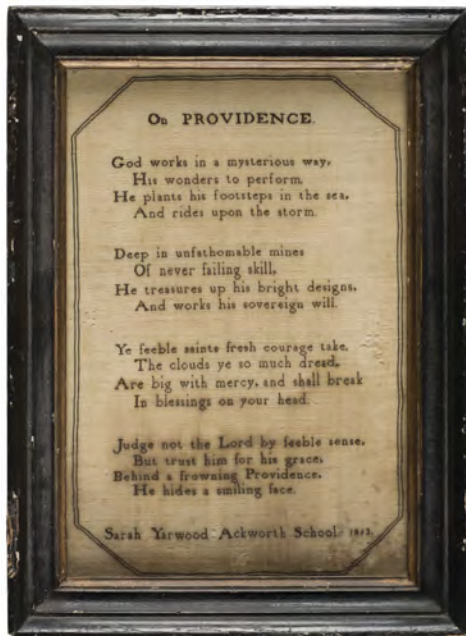 On PROVIDENCE.
God works in a mysterious way,
His wonders to perform.
He plants his footsteps in the sea,
And rides upon the storm.
Deep in unfathomable mines
Of never failing skill,
He treasures up his bright designs,
And works his sovereign will.
Ye feeble saints fresh courage take,
The clouds ye so much dread,
Are big with mercy, and shall break
In blessings on your head.
Judge not the Lord by feeble sense,
But trust him for his grace,
Behind a frowning Providence,
He hides a smiling face.
Sarah Yarwood Ackworth School